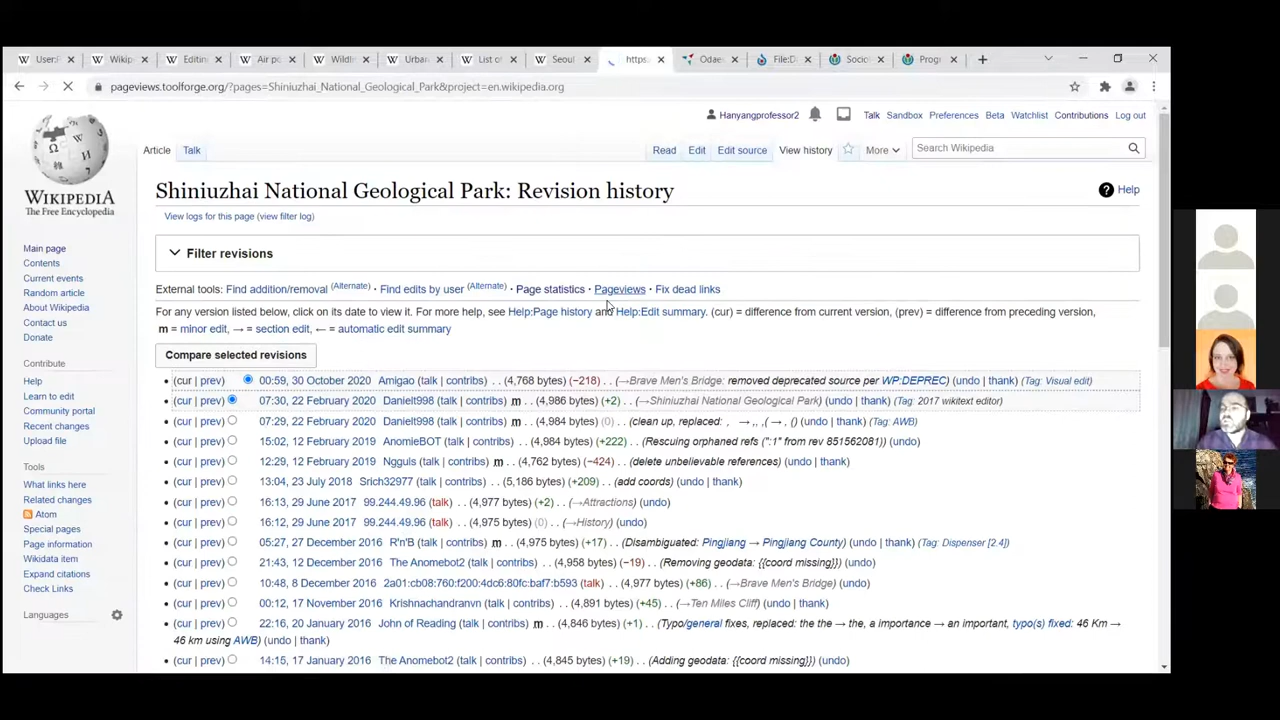 User:F Wikip Editin Air po Wildli Urban List of Seoul https Odae File:D Sociol Progr
pageviews.toolforge.org/?pages=Shiniuzhai_National_Geological_Park&project=en.wikipedia.org
Hanyangprofessor2 Talk Sandbox Preferences Beta Watchlist Contributions Log out
Article Talk Read Edit Edit source View history More Search Wikipedia
WIKIPEDIA
The Free Encyclopedia
Main page
Contents
Current events
Random article
About Wikipedia
Contact us
Donate
Contribute
Help
Learn to edit
Community portal
Recent changes
Upload file
Tools
What links here
Related changes
Atom
Special pages
Page information
Wikidata item
Expand citations
Check Links
Languages
Shiniuzhai National Geological Park: Revision history
Help
View logs for this page (view filter log)
Filter revisions
External tools: Find addition/removal (Alternate) · Find edits by user (Alternate) · Page statistics · Pageviews · Fix dead links
For any version listed below, click on its date to view it. For more help, see Help:Page history and Help:Edit summary. (cur) = difference from current version, (prev) = difference from preceding version,
m = minor edit, → = section edit, ← = automatic edit summary
Compare selected revisions
(cur | prev) 00:59, 30 October 2020 Amigao (talk | contribs) . . (4,768 bytes) (−218) . . (→Brave Men's Bridge: removed deprecated source per WP:DEPREC) (undo | thank) (Tag: Visual edit)
(cur | prev) 07:30, 22 February 2020 Danielt998 (talk | contribs) m . . (4,986 bytes) (+2) . . (→Shiniuzhai National Geological Park) (undo | thank) (Tag: 2017 wikitext editor)
(cur | prev) 07:29, 22 February 2020 Danielt998 (talk | contribs) m . . (4,984 bytes) (0) . . (clean up, replaced: , → ,, ,( → , () (undo | thank) (Tag: AWB)
(cur | prev) 15:02, 12 February 2019 AnomieBOT (talk | contribs) . . (4,984 bytes) (+222) . . (Rescuing orphaned refs (":1" from rev 851562081)) (undo)
(cur | prev) 12:29, 12 February 2019 Ngguls (talk | contribs) m . . (4,762 bytes) (−424) . . (delete unbelievable references) (undo | thank)
(cur | prev) 13:04, 23 July 2018 Srich32977 (talk | contribs) . . (5,186 bytes) (+209) . . (add coords) (undo | thank)
(cur | prev) 16:13, 29 June 2017 99.244.49.96 (talk) . . (4,977 bytes) (+2) . . (→Attractions) (undo)
(cur | prev) 16:12, 29 June 2017 99.244.49.96 (talk) . . (4,975 bytes) (0) . . (→History) (undo)
(cur | prev) 05:27, 27 December 2016 R'n'B (talk | contribs) m . . (4,975 bytes) (+17) . . (Disambiguated: Pingjiang → Pingjiang County) (undo | thank) (Tag: Dispenser [2.4])
(cur | prev) 21:43, 12 December 2016 The Anomebot2 (talk | contribs) . . (4,958 bytes) (−19) . . (Removing geodata: {{coord missing}}) (undo)
(cur | prev) 10:48, 8 December 2016 2a01:cb08:760:f200:4dc6:80fc:baf7:b593 (talk) . . (4,977 bytes) (+86) . . (→Brave Men's Bridge) (undo)
(cur | prev) 00:12, 17 November 2016 Krishnachandranvn (talk | contribs) . . (4,891 bytes) (+45) . . (→Ten Miles Cliff) (undo | thank)
(cur | prev) 22:16, 20 January 2016 John of Reading (talk | contribs) m . . (4,846 bytes) (+1) . . (Typo/general fixes, replaced: the the → the, a importance → an important, typo(s) fixed: 46 Km →
46 km using AWB) (undo | thank)
(cur | prev) 14:15, 17 January 2016 The Anomebot2 (talk | contribs) . . (4,845 bytes) (+19) . . (Adding geodata: {{coord missing}}) (undo)